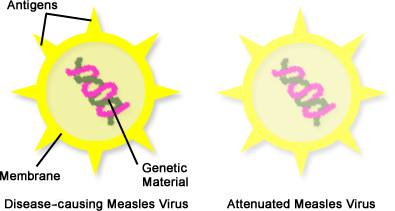 Antigens
Membrane
Genetic
Material
Disease-causing Measles Virus
Attenuated Measles Virus